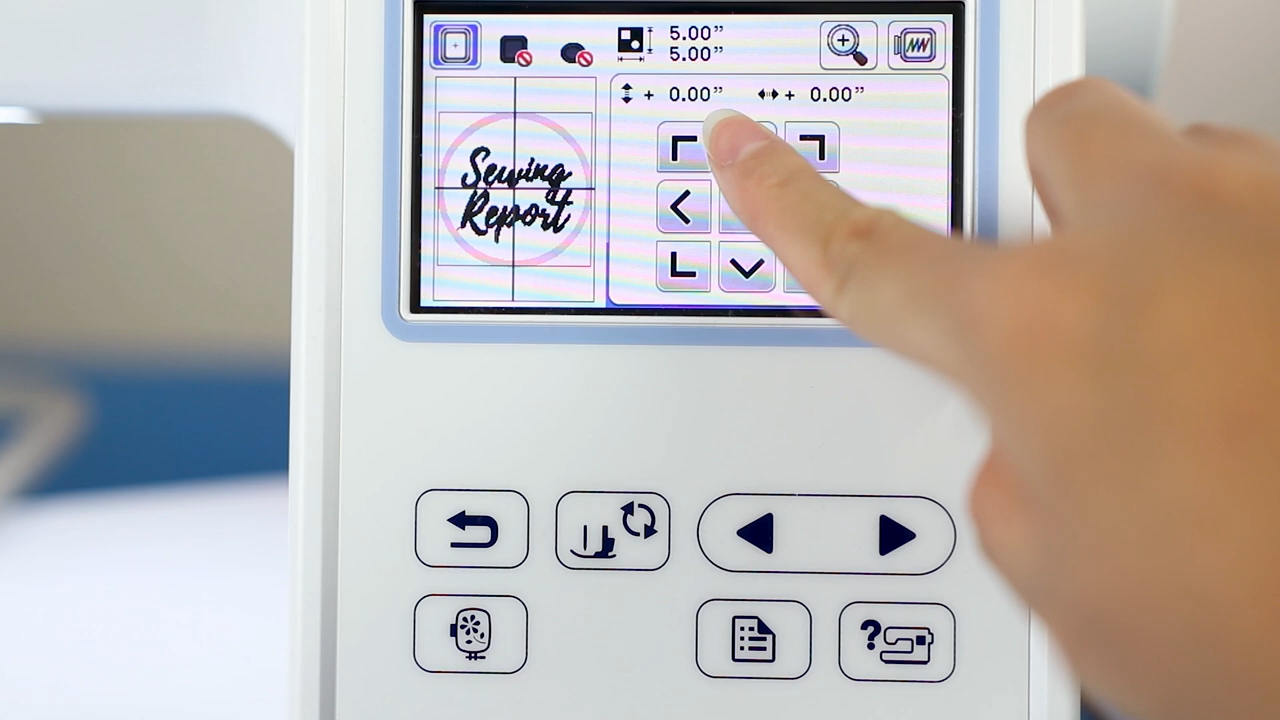 5.00”
5.00”
+ 0.00” + 0.00”
Sewing
Report
?